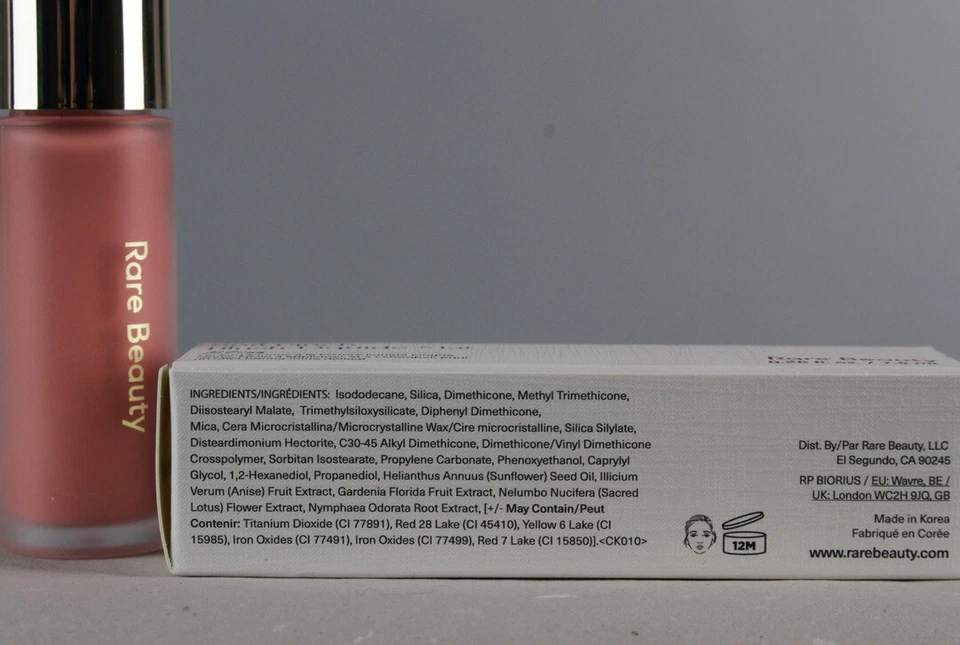 Rare Beauty
INGREDIENTS/INGRÉDIENTS: Isododecane, Silica, Dimethicone, Methyl Trimethicone,
Diisostearyl Malate, Trimethylsiloxysilicate, Diphenyl Dimethicone,
Mica, Cera Microcristallina/Microcrystalline Wax/Cire microcristalline, Silica Silylate,
Disteardimonium Hectorite, C30-45 Alkyl Dimethicone, Dimethicone/Vinyl Dimethicone
Crosspolymer, Sorbitan Isostearate, Propylene Carbonate, Phenoxyethanol, Caprylyl
Glycol, 1,2-Hexanediol, Propanediol, Helianthus Annuus (Sunflower) Seed Oil, Illicium
Verum (Anise) Fruit Extract, Gardenia Florida Fruit Extract, Nelumbo Nucifera (Sacred
Lotus) Flower Extract, Nymphaea Odorata Root Extract, [+/- May Contain/Peut
Contenir: Titanium Dioxide (CI 77891), Red 28 Lake (CI 45410), Yellow 6 Lake (CI
15985), Iron Oxides (CI 77491), Iron Oxides (CI 77499), Red 7 Lake (CI 15850)].<CK010>
12M
Rare Beauty
Dist. By/Par Rare Beauty, LLC
El Segundo, CA 90245
RP BIORIUS / EU: Wavre, BE /
UK: London WC2H 9JQ, GB
Made in Korea
Fabriqué en Corée
www.rarebeauty.com